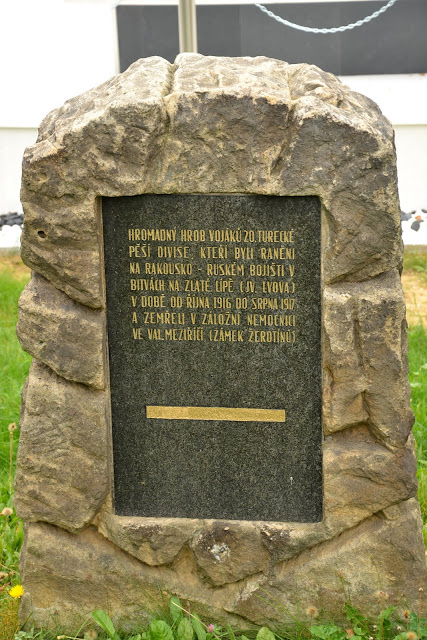 HROMADNÝ HROB VOJÁKŮ 20. TURECKÉ
PĚŠÍ DIVISE, KTEŘÍ BYLI RANĚNI
NA RAKOUSKO - RUSKÉM BOJIŠTI V
BITVÁCH NA ZLATÉ LÍPĚ, (JV. LVOVA)
V DOBĚ OD ŘÍJNA 1916 DO SRPNA 1917
A ZEMŘELI V ZÁLOŽNÍ NEMOCNICI
VE VAL.MEZIŘÍČÍ (ZÁMEK ŽEROTÍNŮ)